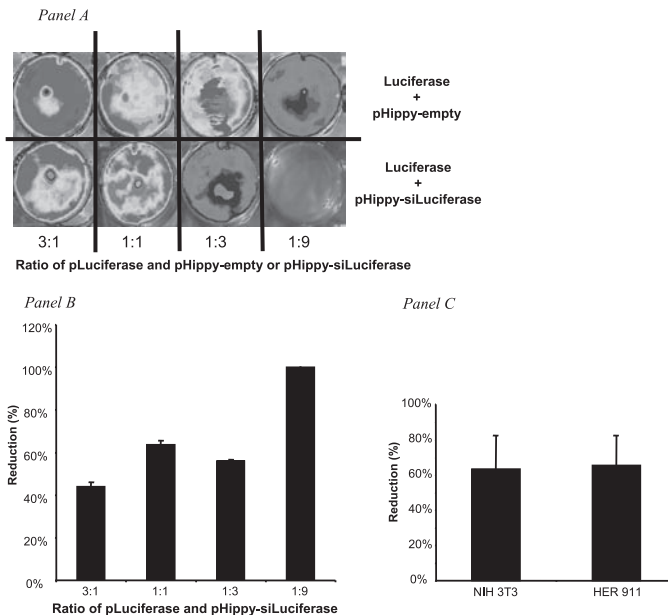 Panel A
Luciferase
+
pHippy-empty
Luciferase
+
pHippy-siLuciferase
3:1 1:1 1:3 1:9
Ratio of pLuciferase and pHippy-empty or pHippy-siLuciferase
Panel B
120%
100%
80%
60%
40%
20%
0%
Reduction (%)
3:1 1:1 1:3 1:9
Ratio of pLuciferase and pHippy-siLuciferase
Panel C
100%
80%
60%
40%
20%
0%
Reduction (%)
NIH 3T3 HER 911